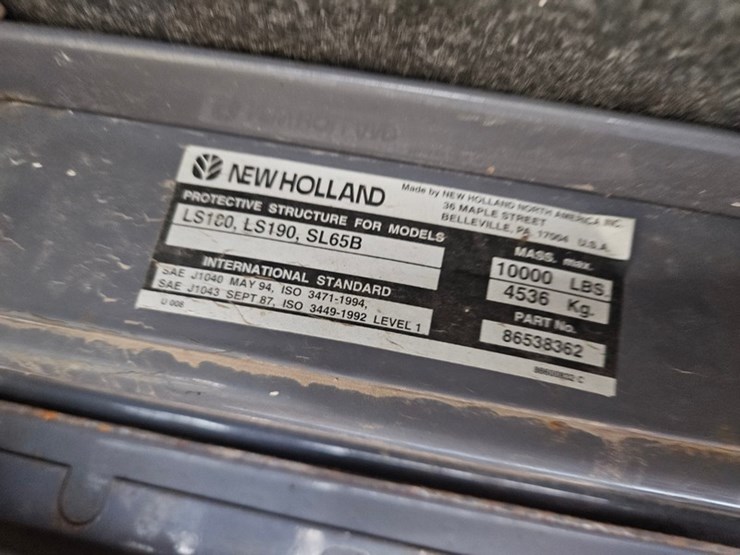 NEW HOLLAND
Made by NEW HOLLAND NORTH AMERICA INC.
36 MAPLE STREET
BELLEVILLE, PA 17004 U.S.A.
PROTECTIVE STRUCTURE FOR MODELS
LS180, LS190, SL65B
MASS. max.
10000 LBS.
4536 Kg.
INTERNATIONAL STANDARD
SAE J1040 MAY 94, ISO 3471-1994,
SAE J1043 SEPT 87, ISO 3449-1992 LEVEL 1
PART No.
86538362
U 008